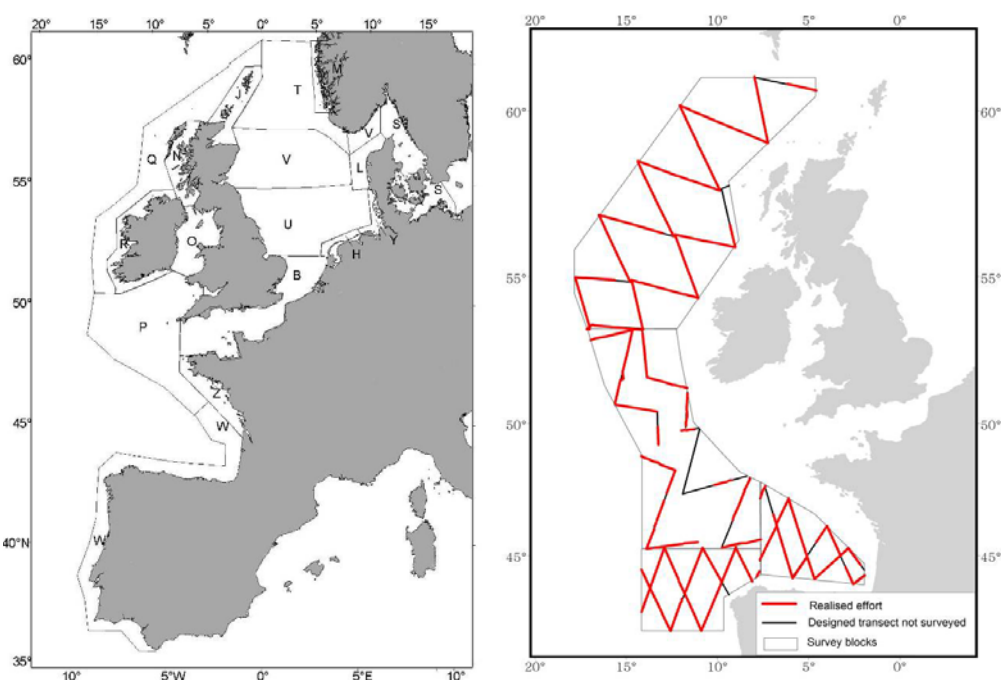 20° 15° 10° 5° 0° 5° 10° 15°
60°
M
T
J
S
V
Q
N
V
L
55°
S
U
R
O
Y
H
B
50°
P
Z
45°
W
40°N
W
35°
10° 5°W 0° 5°E 10°
20° 15° 10° 5° 0°
60° 60°
55° 55°
50° 50°
45° 45°
Realised effort
Designed transect not surveyed
Survey blocks
20° 15° 10° 5° 0°